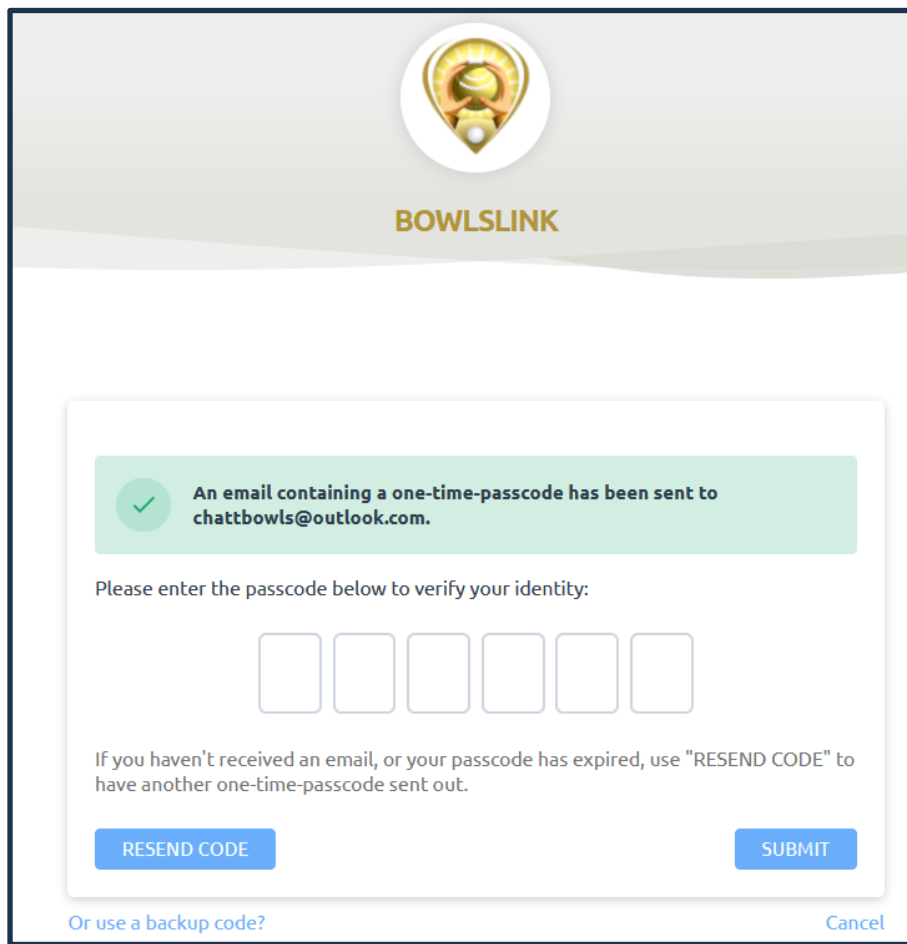 BOWLSLINK
An email containing a one-time-passcode has been sent to
chattbowls@outlook.com.
Please enter the passcode below to verify your identity:
If you haven't received an email, or your passcode has expired, use "RESEND CODE" to
have another one-time-passcode sent out.
RESEND CODE
SUBMIT
Or use a backup code?
Cancel